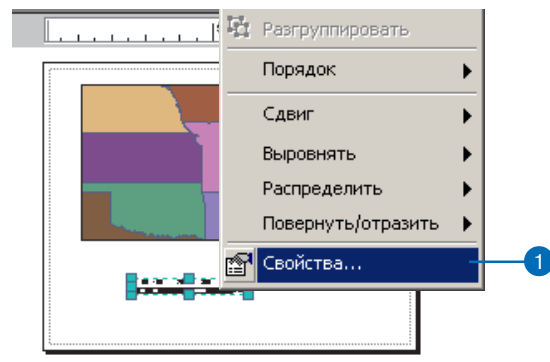 Разгруппировать
Порядок
Сдвиг
Выровнять
Распределить
Повернуть/отразить
Свойства...
1